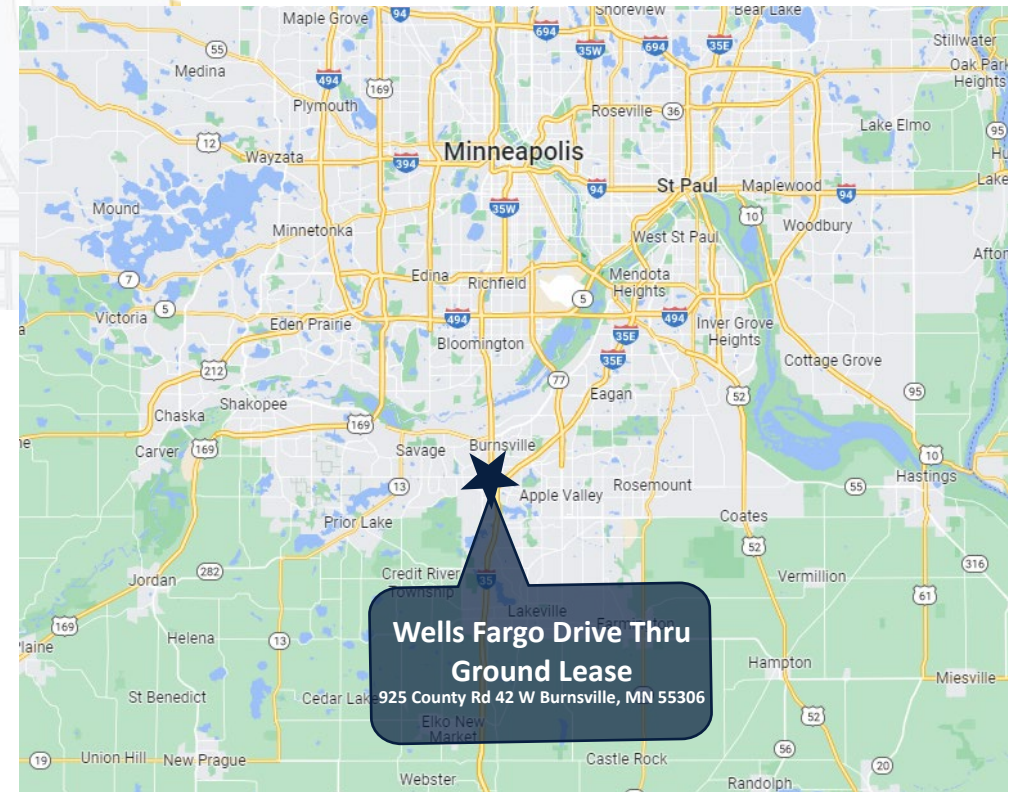 Maple Grove
94
694
Shoreview
Bear Lake
35W
694
35E
Stillwater
55
Medina
494
169
Oak Park
Heights
Plymouth
Roseville
36
Lake Elmo
95
12
Wayzata
394
Minneapolis
94
St Paul
Maplewood
94
Lake
Mound
35W
10
Woodbury
Minnetonka
West St Paul
Afton
7
Edina
Richfield
5
Mendota
Heights
Victoria
5
Eden Prairie
494
35E
494
Inver Grove
Heights
Bloomington
35E
Cottage Grove
212
77
Eagan
52
95
Chaska
Shakopee
169
Carver
169
Savage
Burnsville
10
Hastings
13
Apple Valley
Rosemount
55
Prior Lake
Coates
52
Jordan
282
Credit River
Township
35
Vermillion
316
61
Lakeville
Farmington
169
Helena
13
Wells Fargo Drive Thru
Ground Lease
925 County Rd 42 W Burnsville, MN 55306
Hampton
Miesville
St Benedict
Cedar Lake
52
Elko New
Market
19
Union Hill
New Prague
Castle Rock
56
20
Webster
Randolph